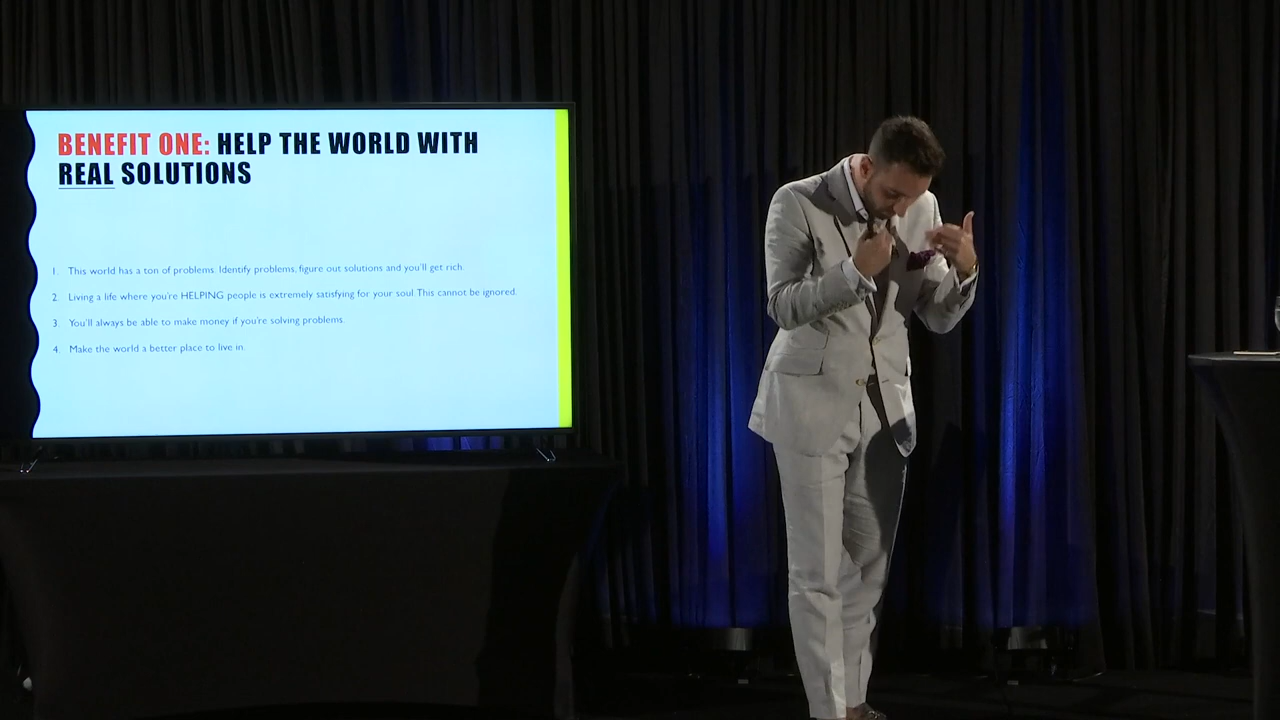 BENEFIT ONE: HELP THE WORLD WITH
REAL SOLUTIONS
1. This world has a ton of problems. Identify problems, figure out solutions and you'll get rich.
2. Living a life where you're HELPING people is extremely satisfying for your soul. This cannot be ignored.
3. You'll always be able to make money if you're solving problems.
4. Make the world a better place to live in.